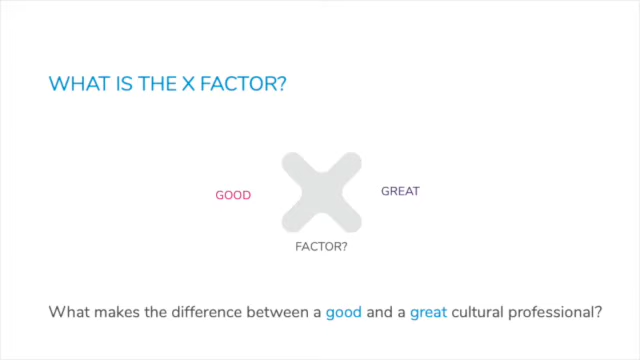 WHAT IS THE X FACTOR?
GOOD
GREAT
FACTOR?
What makes the difference between a good and a great cultural professional?